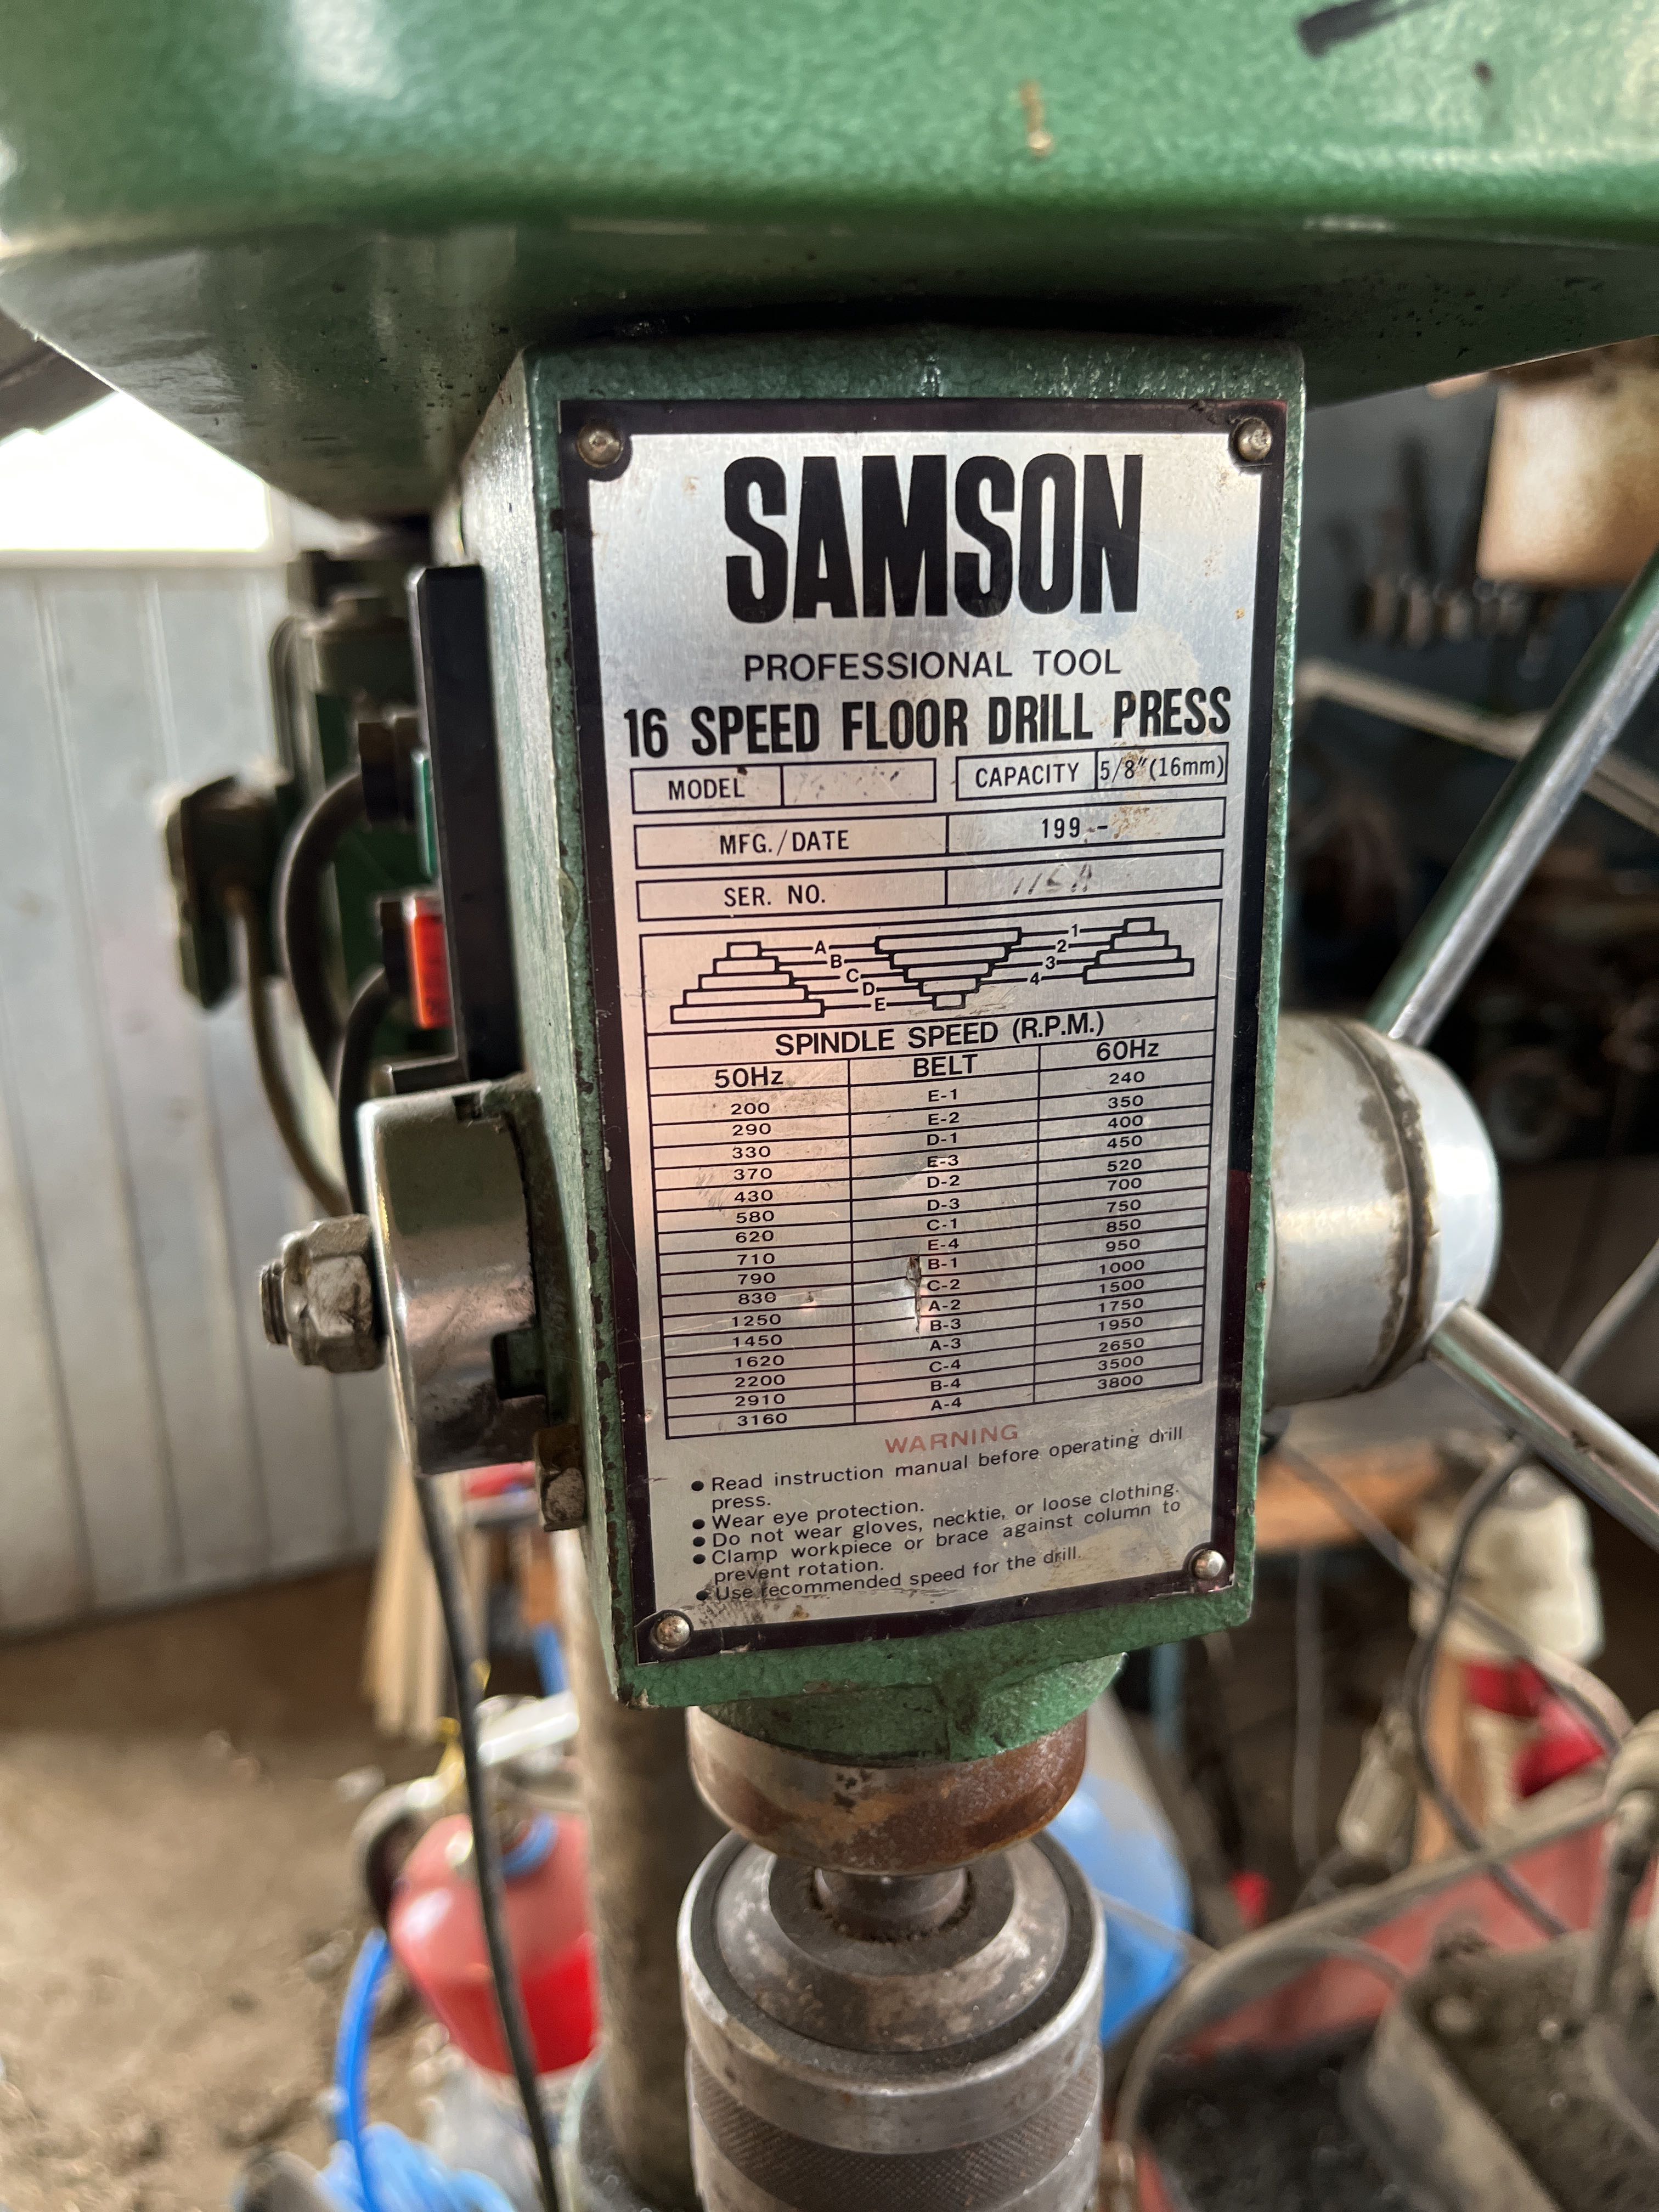 SAMSON
PROFESSIONAL TOOL
16 SPEED FLOOR DRILL PRESS
MODEL CAPACITY 5/8"(16mm)
MFG./DATE 199 -
SER. NO.
A 1
B 2
C 3
D 4
E
SPINDLE SPEED (R.P.M.)
50Hz BELT 60Hz
200 E-1 240
290 E-2 350
330 D-1 400
370 E-3 450
430 D-2 520
580 D-3 700
620 C-1 750
710 E-4 850
790 B-1 950
830 C-2 1000
1250 A-2 1500
1450 B-3 1750
1620 A-3 1950
2200 C-4 2650
2910 B-4 3500
3160 A-4 3800
WARNING
● Read instruction manual before operating drill
press.
● Wear eye protection.
● Do not wear gloves, necktie, or loose clothing.
● Clamp workpiece or brace against column to
prevent rotation.
● Use recommended speed for the drill.